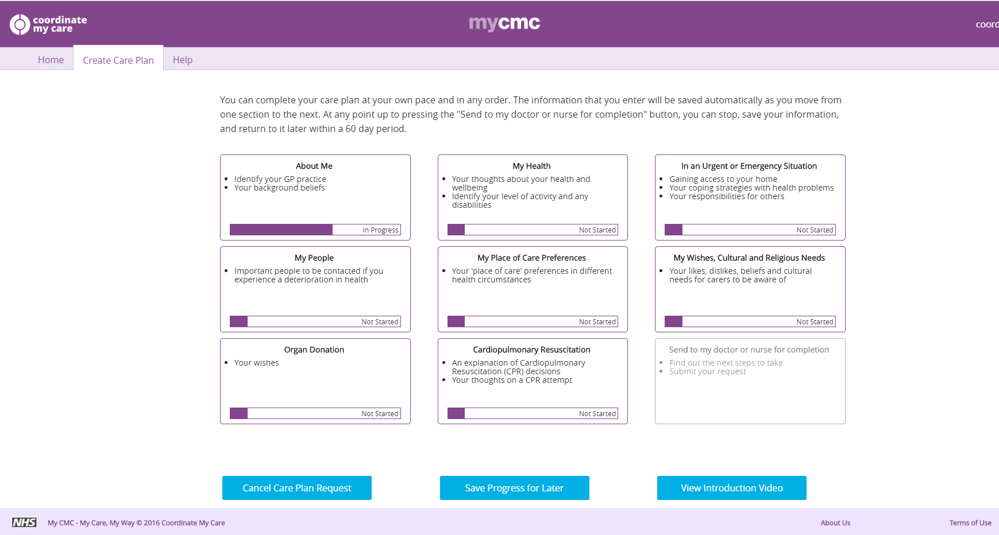 coordinate
my care
mycmc
coord
Home
Create Care Plan
Help
You can complete your care plan at your own pace and in any order. The information that you enter will be saved automatically as you move from
one section to the next. At any point up to pressing the "Send to my doctor or nurse for completion" button, you can stop, save your information,
and return to it later within a 60 day period.
About Me
• Identify your GP practice
• Your background beliefs
In Progress
My Health
• Your thoughts about your health and
wellbeing
• Identify your level of activity and any
disabilities
Not Started
In an Urgent or Emergency Situation
• Gaining access to your home
• Your coping strategies with health problems
• Your responsibilities for others
Not Started
My People
• Important people to be contacted if you
experience a deterioration in health
Not Started
My Place of Care Preferences
• Your 'place of care' preferences in different
health circumstances
Not Started
My Wishes, Cultural and Religious Needs
• Your likes, dislikes, beliefs and cultural
needs for carers to be aware of
Not Started
Organ Donation
• Your wishes
Not Started
Cardiopulmonary Resuscitation
• An explanation of Cardiopulmonary
Resuscitation (CPR) decisions
• Your thoughts on a CPR attempt
Not Started
Send to my doctor or nurse for completion
• Find out the next steps to take
• Submit your request
Cancel Care Plan Request
Save Progress for Later
View Introduction Video
NHS
My CMC - My Care, My Way © 2016 Coordinate My Care
About Us
Terms of Use